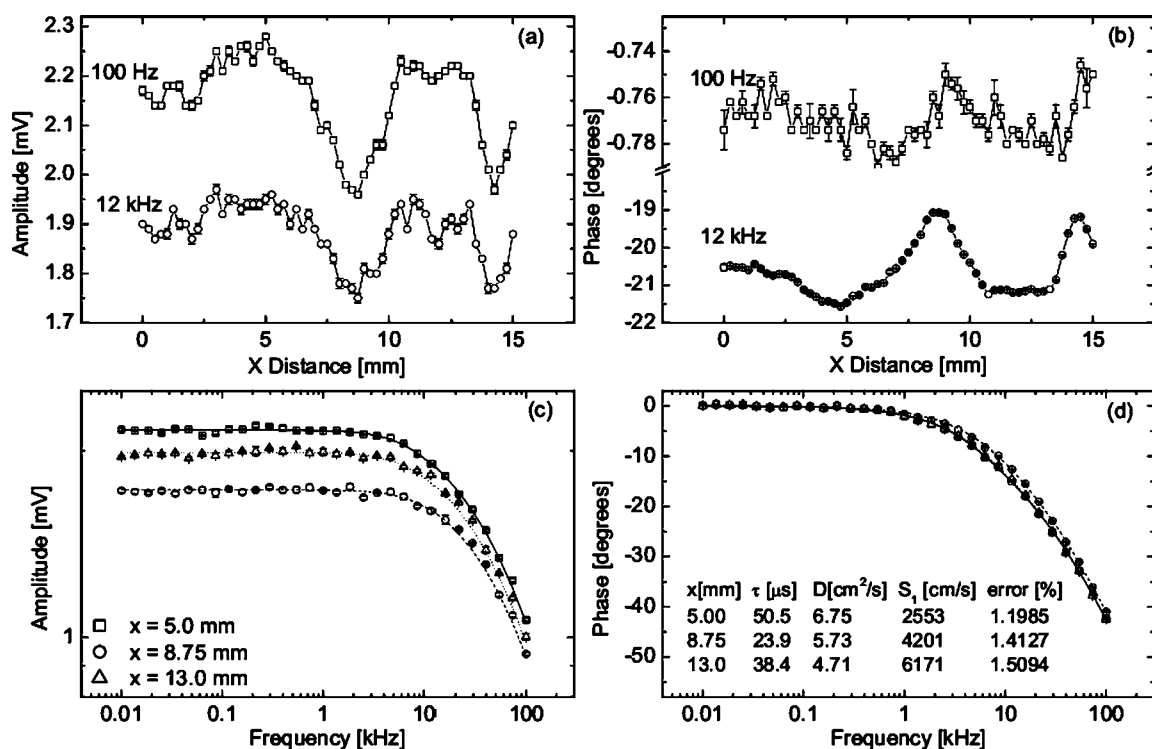 (a)
2.3
2.2
2.1
2.0
1.9
1.8
1.7
Amplitude [mV]
100 Hz
12 kHz
0
5
10
15
X Distance [mm]
(b)
-0.74
-0.76
-0.78
-19
-20
-21
-22
Phase [degrees]
100 Hz
12 kHz
0
5
10
15
X Distance [mm]
(c)
Amplitude [mV]
1
x = 5.0 mm
x = 8.75 mm
x = 13.0 mm
0.01
0.1
1
10
100
Frequency [kHz]
(d)
0
-10
-20
-30
-40
-50
Phase [degrees]
x[mm] τ [μs] D[cm²/s] S₁ [cm/s] error [%]
5.00 50.5 6.75 2553 1.1985
8.75 23.9 5.73 4201 1.4127
13.0 38.4 4.71 6171 1.5094
0.01
0.1
1
10
100
Frequency [kHz]